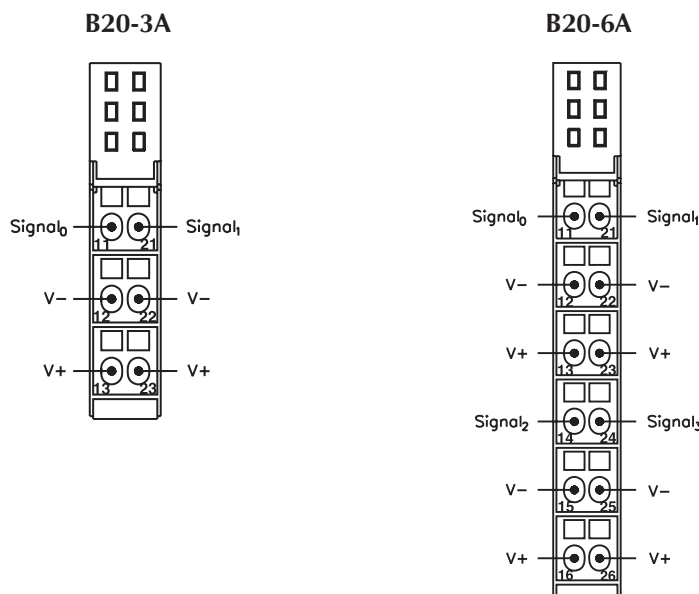 B20-3A
Signal₀ 11 21 Signal₁
V− 12 22 V−
V+ 13 23 V+
B20-6A
Signal₀ 11 21 Signal₁
V− 12 22 V−
V+ 13 23 V+
Signal₂ 14 24 Signal₃
V− 15 25 V−
V+ 16 26 V+